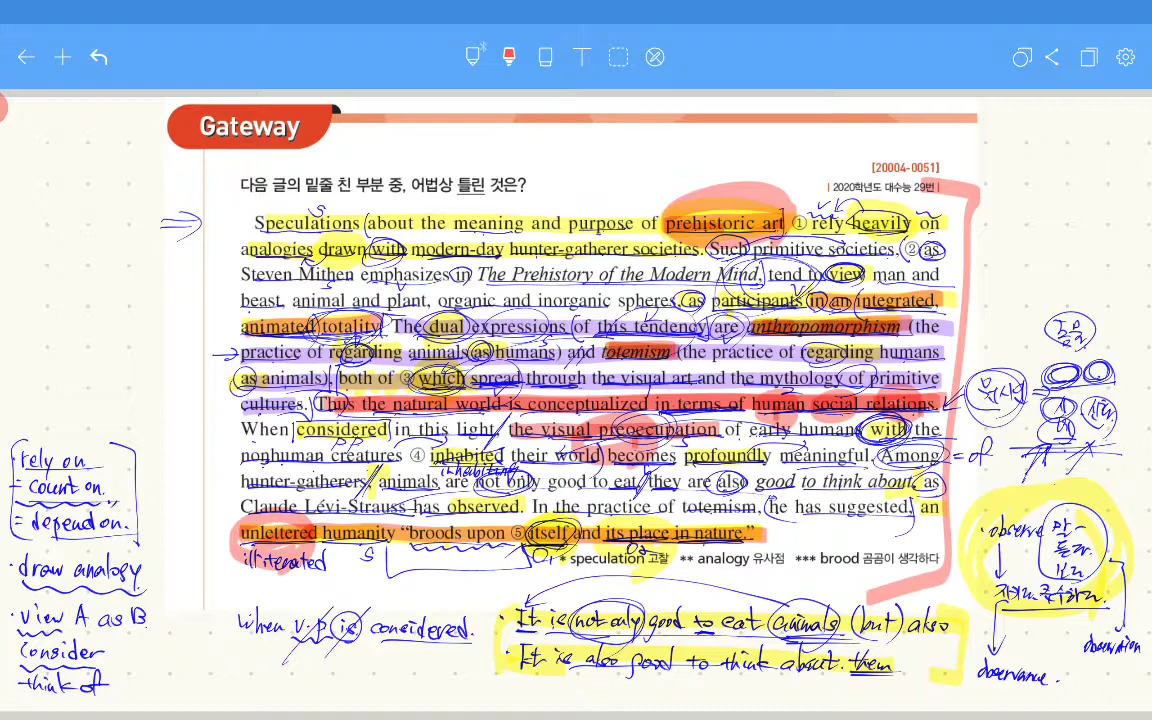 Gateway
[20004-0051]
다음 글의 밑줄 친 부분 중, 어법상 틀린 것은?
| 2020학년도 대수능 29번 |
Speculations about the meaning and purpose of prehistoric art ① rely heavily on
analogies drawn with modern-day hunter-gatherer societies. Such primitive societies, ② as
Steven Mithen emphasizes in The Prehistory of the Modern Mind, tend to view man and
beast, animal and plant, organic and inorganic spheres, as participants in an integrated,
animated totality. The dual expressions of this tendency are anthropomorphism (the
practice of regarding animals as humans) and totemism (the practice of regarding humans
as animals), both of ③ which spread through the visual art and the mythology of primitive
cultures. Thus the natural world is conceptualized in terms of human social relations.
When considered in this light, the visual preoccupation of early humans with the
nonhuman creatures ④ inhabited their world becomes profoundly meaningful. Among
= of
inhabiting
hunter-gatherers, animals are not only good to eat, they are also good to think about, as
Claude Lévi-Strauss has observed. In the practice of totemism, he has suggested, an
unlettered humanity “broods upon ⑤ itself and its place in nature.”
illiterated
S
* speculation 고찰 ** analogy 유사점 *** brood 곰곰이 생각하다
rely on
= count on
= depend on.
· draw analogy
· view A as B
consider
think of
When v.p is considered.
· It is not only good to eat animals (but) also
· It is also good to think about them
· observe
말
보다
observance.
observation